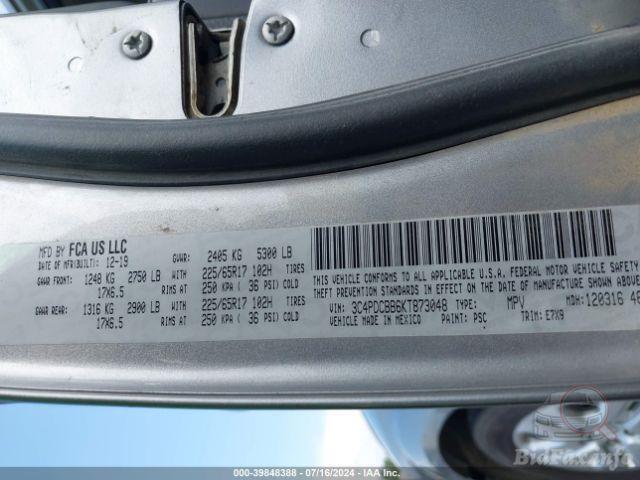 MFD BY FCA US LLC
DATE OF MFR(BUILT): 12-19
GVWR: 2405 KG 5300 LB
GAWR FRONT: 1248 KG 2750 LB WITH 225/65R17 102H TIRES
17X6.5 RIMS AT 250 KPA ( 36 PSI) COLD
GAWR REAR: 1316 KG 2900 LB WITH 225/65R17 102H TIRES
17X6.5 RIMS AT 250 KPA ( 36 PSI) COLD
THIS VEHICLE CONFORMS TO ALL APPLICABLE U.S.A. FEDERAL MOTOR VEHICLE SAFETY
STANDARDS IN EFFECT ON THE DATE OF MANUFACTURE SHOWN ABOVE
VIN: 3C4PDCBB6KT873048 TYPE: MPV MDH:120316
VEHICLE MADE IN MEXICO PAINT: PSC TRIM: E7X9
BidFax.info
000-39848388 - 07/16/2024 - IAA Inc.